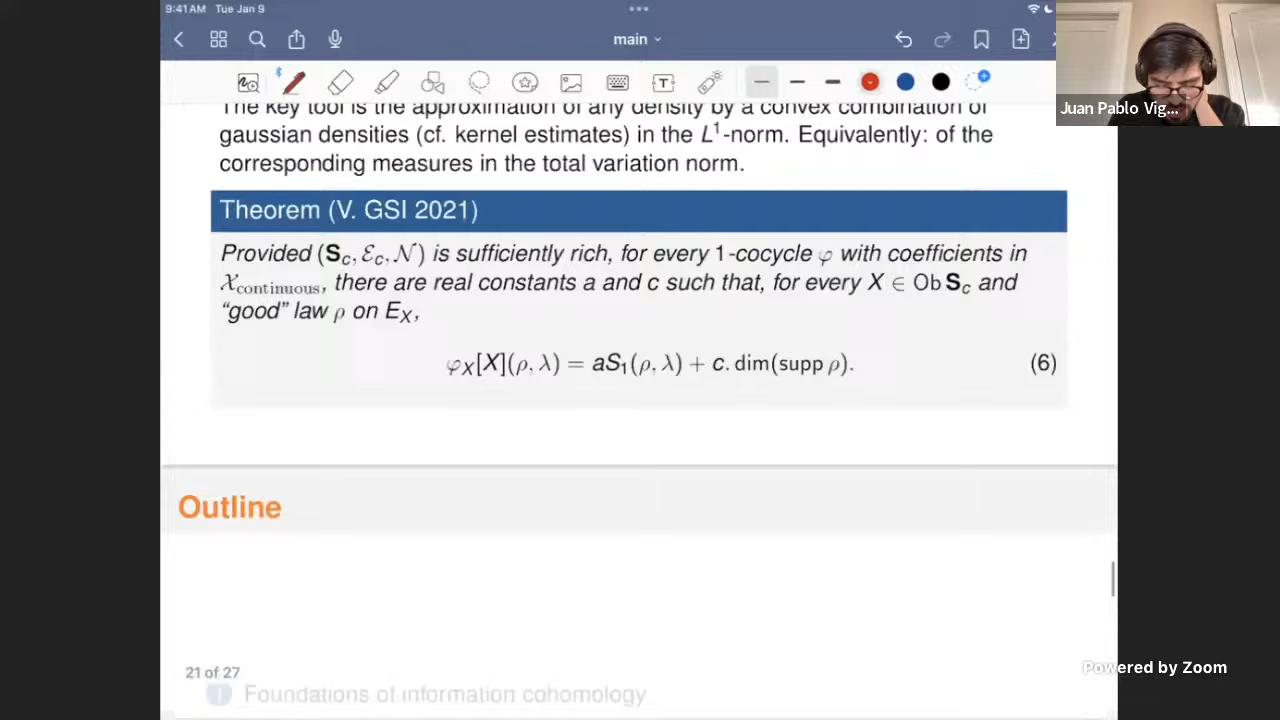 9:41 AM Tue Jan 9
main
Juan Pablo Vig...
The key tool is the approximation of any density by a convex combination of
gaussian densities (cf. kernel estimates) in the L¹-norm. Equivalently: of the
corresponding measures in the total variation norm.
Theorem (V. GSI 2021)
Provided (S_c, ℰ_c, 𝒩) is sufficiently rich, for every 1-cocycle φ with coefficients in
𝒳_continuous, there are real constants a and c such that, for every X ∈ Ob S_c and
“good” law ρ on E_X,
φ_X[X](ρ, λ) = aS₁(ρ, λ) + c. dim(supp ρ). (6)
Outline
21 of 27
1 Foundations of information cohomology
Powered by Zoom